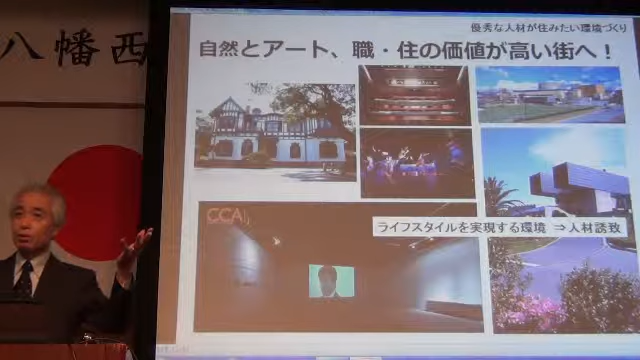 八幡西
優秀な人材が住みたい環境づくり
自然とアート、職・住の価値が高い街へ！
CCA
ライフスタイルを実現する環境 ⇒人材誘致